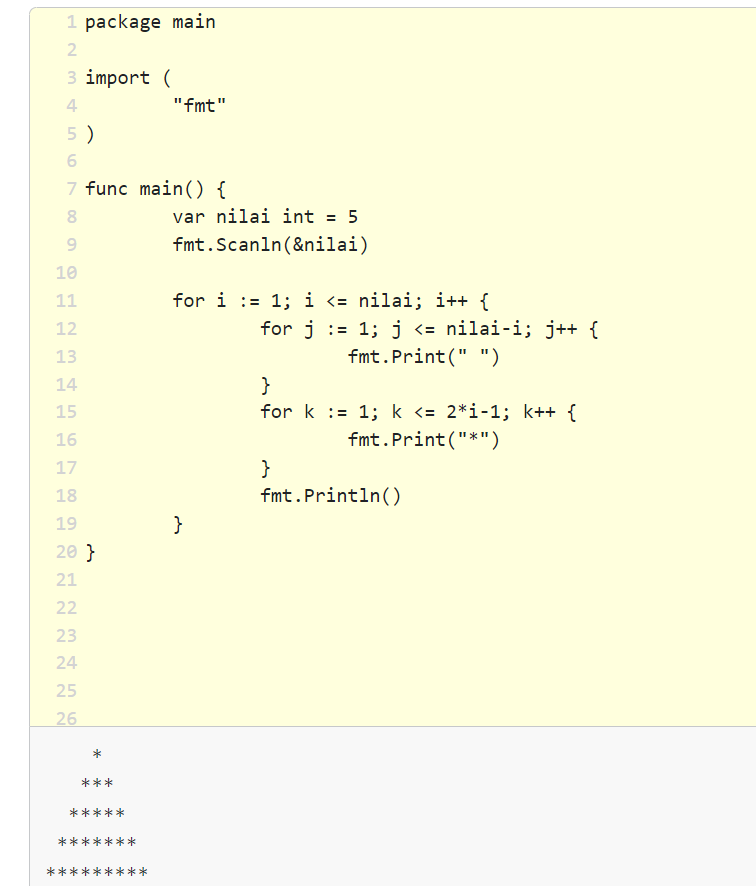 1 package main
2
3 import (
4         "fmt"
5 )
6
7 func main() {
8         var nilai int = 5
9         fmt.Scanln(&nilai)
10
11         for i := 1; i <= nilai; i++ {
12                 for j := 1; j <= nilai-i; j++ {
13                         fmt.Print(" ")
14                 }
15                 for k := 1; k <= 2*i-1; k++ {
16                         fmt.Print("*")
17                 }
18                 fmt.Println()
19         }
20 }
21
22
23
24
25
26
    *
   ***
  *****
 *******
*********